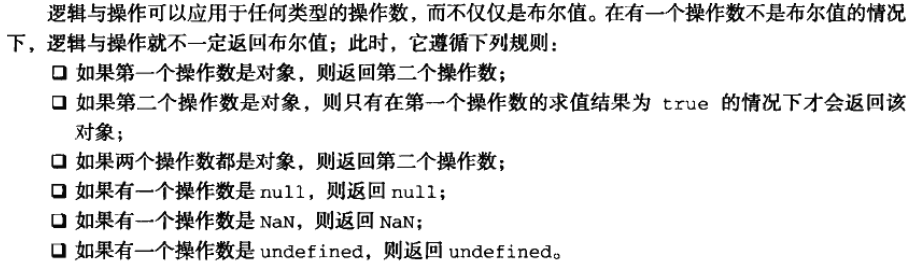 逻辑与操作可以应用于任何类型的操作数，而不仅仅是布尔值。在有一个操作数不是布尔值的情况
下，逻辑与操作就不一定返回布尔值；此时，它遵循下列规则：
❑ 如果第一个操作数是对象，则返回第二个操作数；
❑ 如果第二个操作数是对象，则只有在第一个操作数的求值结果为 true 的情况下才会返回该
对象；
❑ 如果两个操作数都是对象，则返回第二个操作数；
❑ 如果有一个操作数是 null，则返回 null；
❑ 如果有一个操作数是 NaN，则返回 NaN；
❑ 如果有一个操作数是 undefined，则返回 undefined。